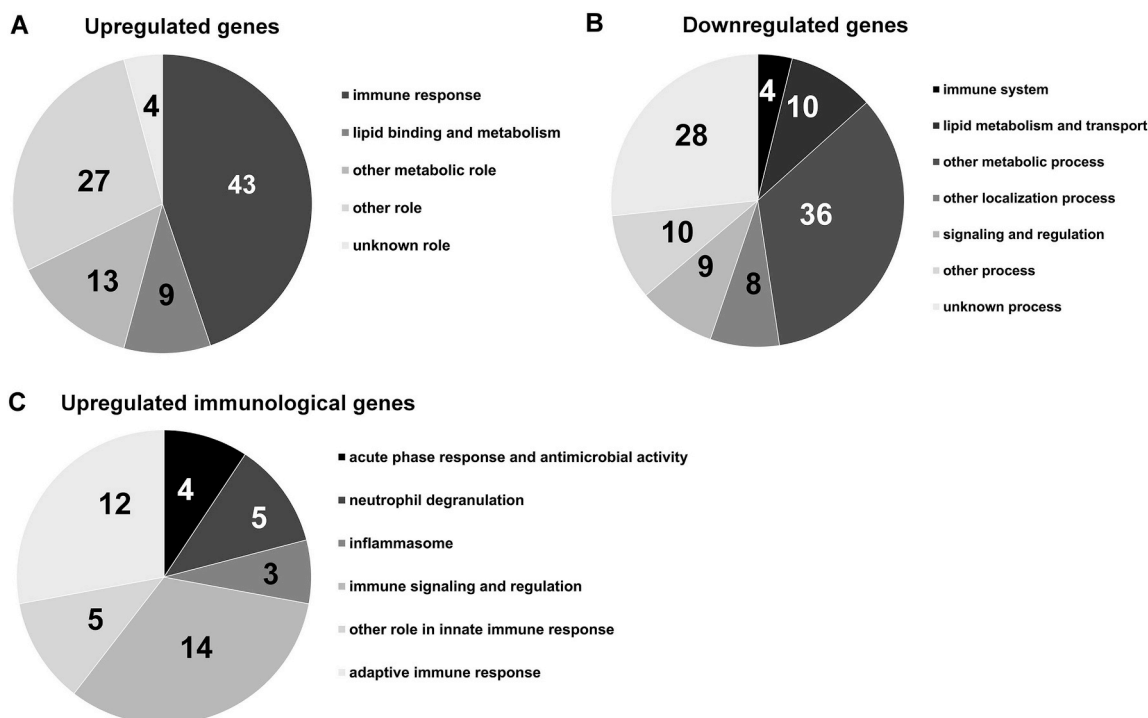 A
Upregulated genes
4
43
27
13
9
immune response
lipid binding and metabolism
other metabolic role
other role
unknown role
B
Downregulated genes
4
10
28
36
10
9
8
immune system
lipid metabolism and transport
other metabolic process
other localization process
signaling and regulation
other process
unknown process
C
Upregulated immunological genes
12
4
5
3
5
14
acute phase response and antimicrobial activity
neutrophil degranulation
inflammasome
immune signaling and regulation
other role in innate immune response
adaptive immune response